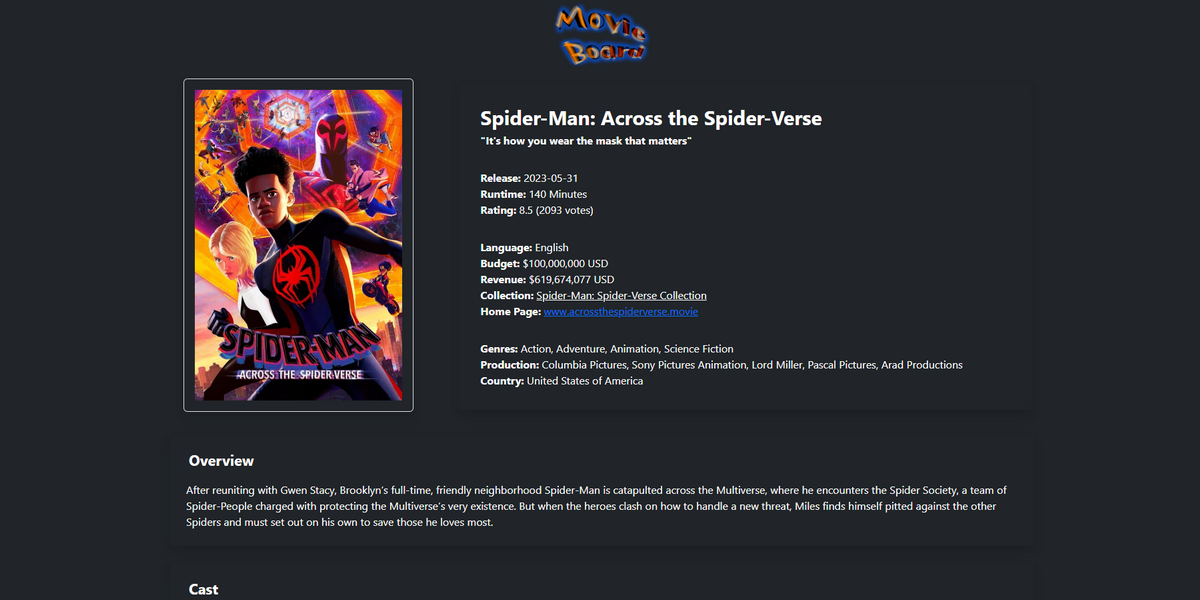 Movie
Board
Spider-Man: Across the Spider-Verse
"It's how you wear the mask that matters"
Release: 2023-05-31
Runtime: 140 Minutes
Rating: 8.5 (2093 votes)
Language: English
Budget: $100,000,000 USD
Revenue: $619,674,077 USD
Collection: Spider-Man: Spider-Verse Collection
Home Page: www.acrossthespiderverse.movie
Genres: Action, Adventure, Animation, Science Fiction
Production: Columbia Pictures, Sony Pictures Animation, Lord Miller, Pascal Pictures, Arad Productions
Country: United States of America
SPIDER-MAN
ACROSS THE SPIDER-VERSE
Overview
After reuniting with Gwen Stacy, Brooklyn's full-time, friendly neighborhood Spider-Man is catapulted across the Multiverse, where he encounters the Spider Society, a team of
Spider-People charged with protecting the Multiverse's very existence. But when the heroes clash on how to handle a new threat, Miles finds himself pitted against the other
Spiders and must set out on his own to save those he loves most.
Cast